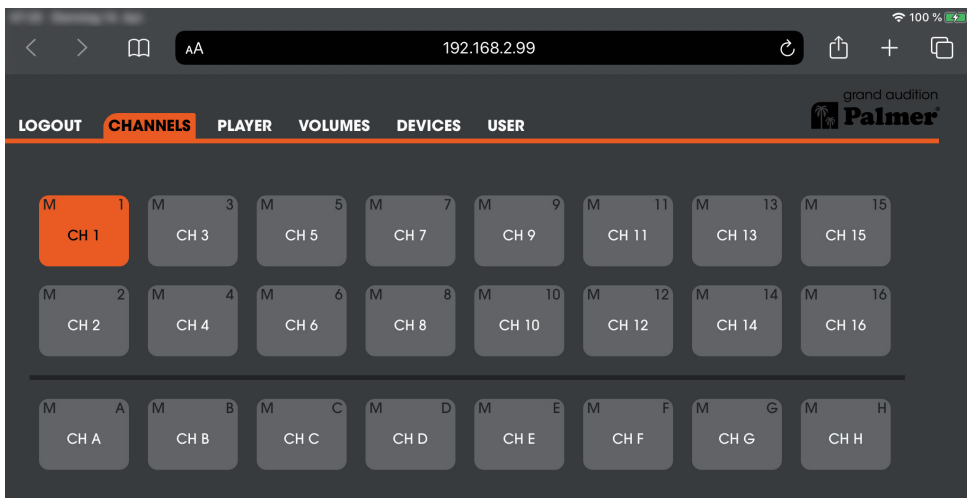 100 %
AA 192.168.2.99
grand audition
Palmer®
LOGOUT CHANNELS PLAYER VOLUMES DEVICES USER
M 1 M 3 M 5 M 7 M 9 M 11 M 13 M 15
CH 1 CH 3 CH 5 CH 7 CH 9 CH 11 CH 13 CH 15
M 2 M 4 M 6 M 8 M 10 M 12 M 14 M 16
CH 2 CH 4 CH 6 CH 8 CH 10 CH 12 CH 14 CH 16
M A M B M C M D M E M F M G M H
CH A CH B CH C CH D CH E CH F CH G CH H